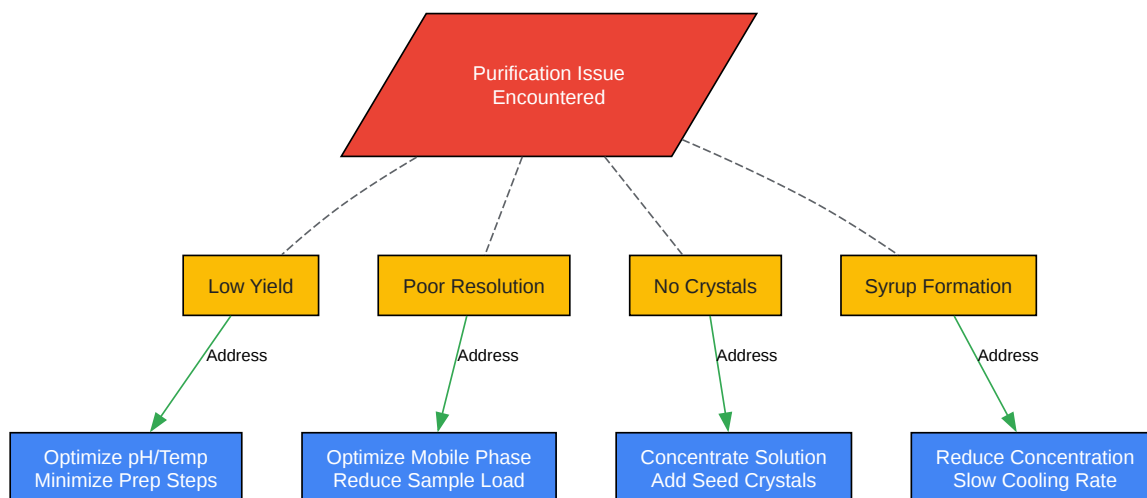 Purification Issue
Encountered
Low Yield
Poor Resolution
No Crystals
Syrup Formation
Address
Address
Address
Address
Optimize pH/Temp
Minimize Prep Steps
Optimize Mobile Phase
Reduce Sample Load
Concentrate Solution
Add Seed Crystals
Reduce Concentration
Slow Cooling Rate